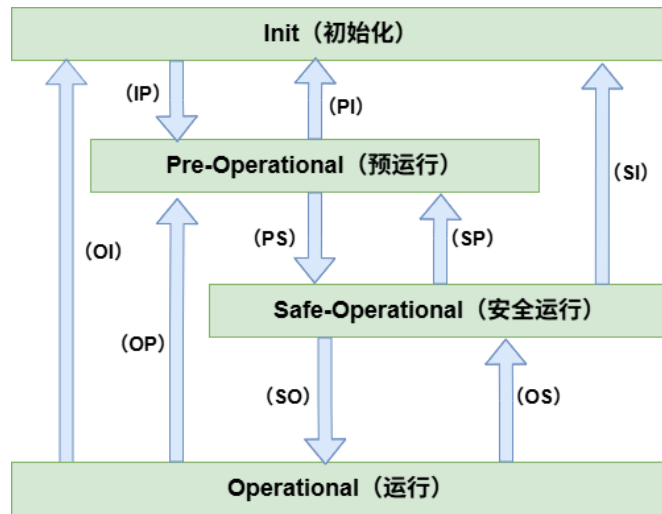 Init（初始化）
（IP）
（PI）
Pre-Operational（预运行）
（SI）
（OI）
（PS）
（SP）
Safe-Operational（安全运行）
（OP）
（SO）
（OS）
Operational（运行）